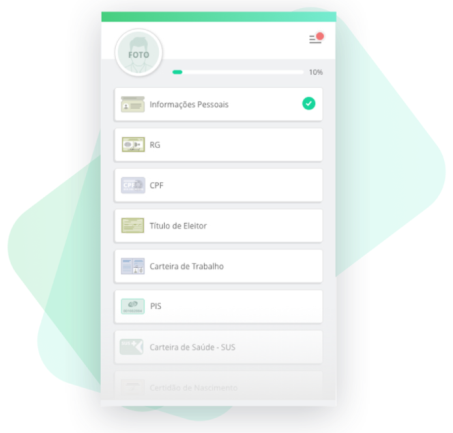 FOTO
10%
Informações Pessoais
RG
CPF
Título de Eleitor
Carteira de Trabalho
PIS
Carteira de Saúde - SUS
Certidão de Nascimento